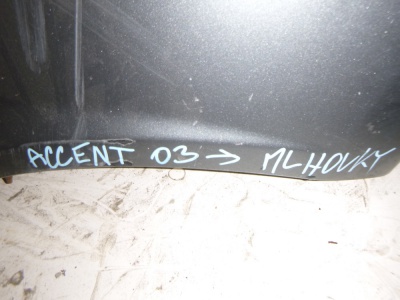 ACCENT 03 → MLHOVKY